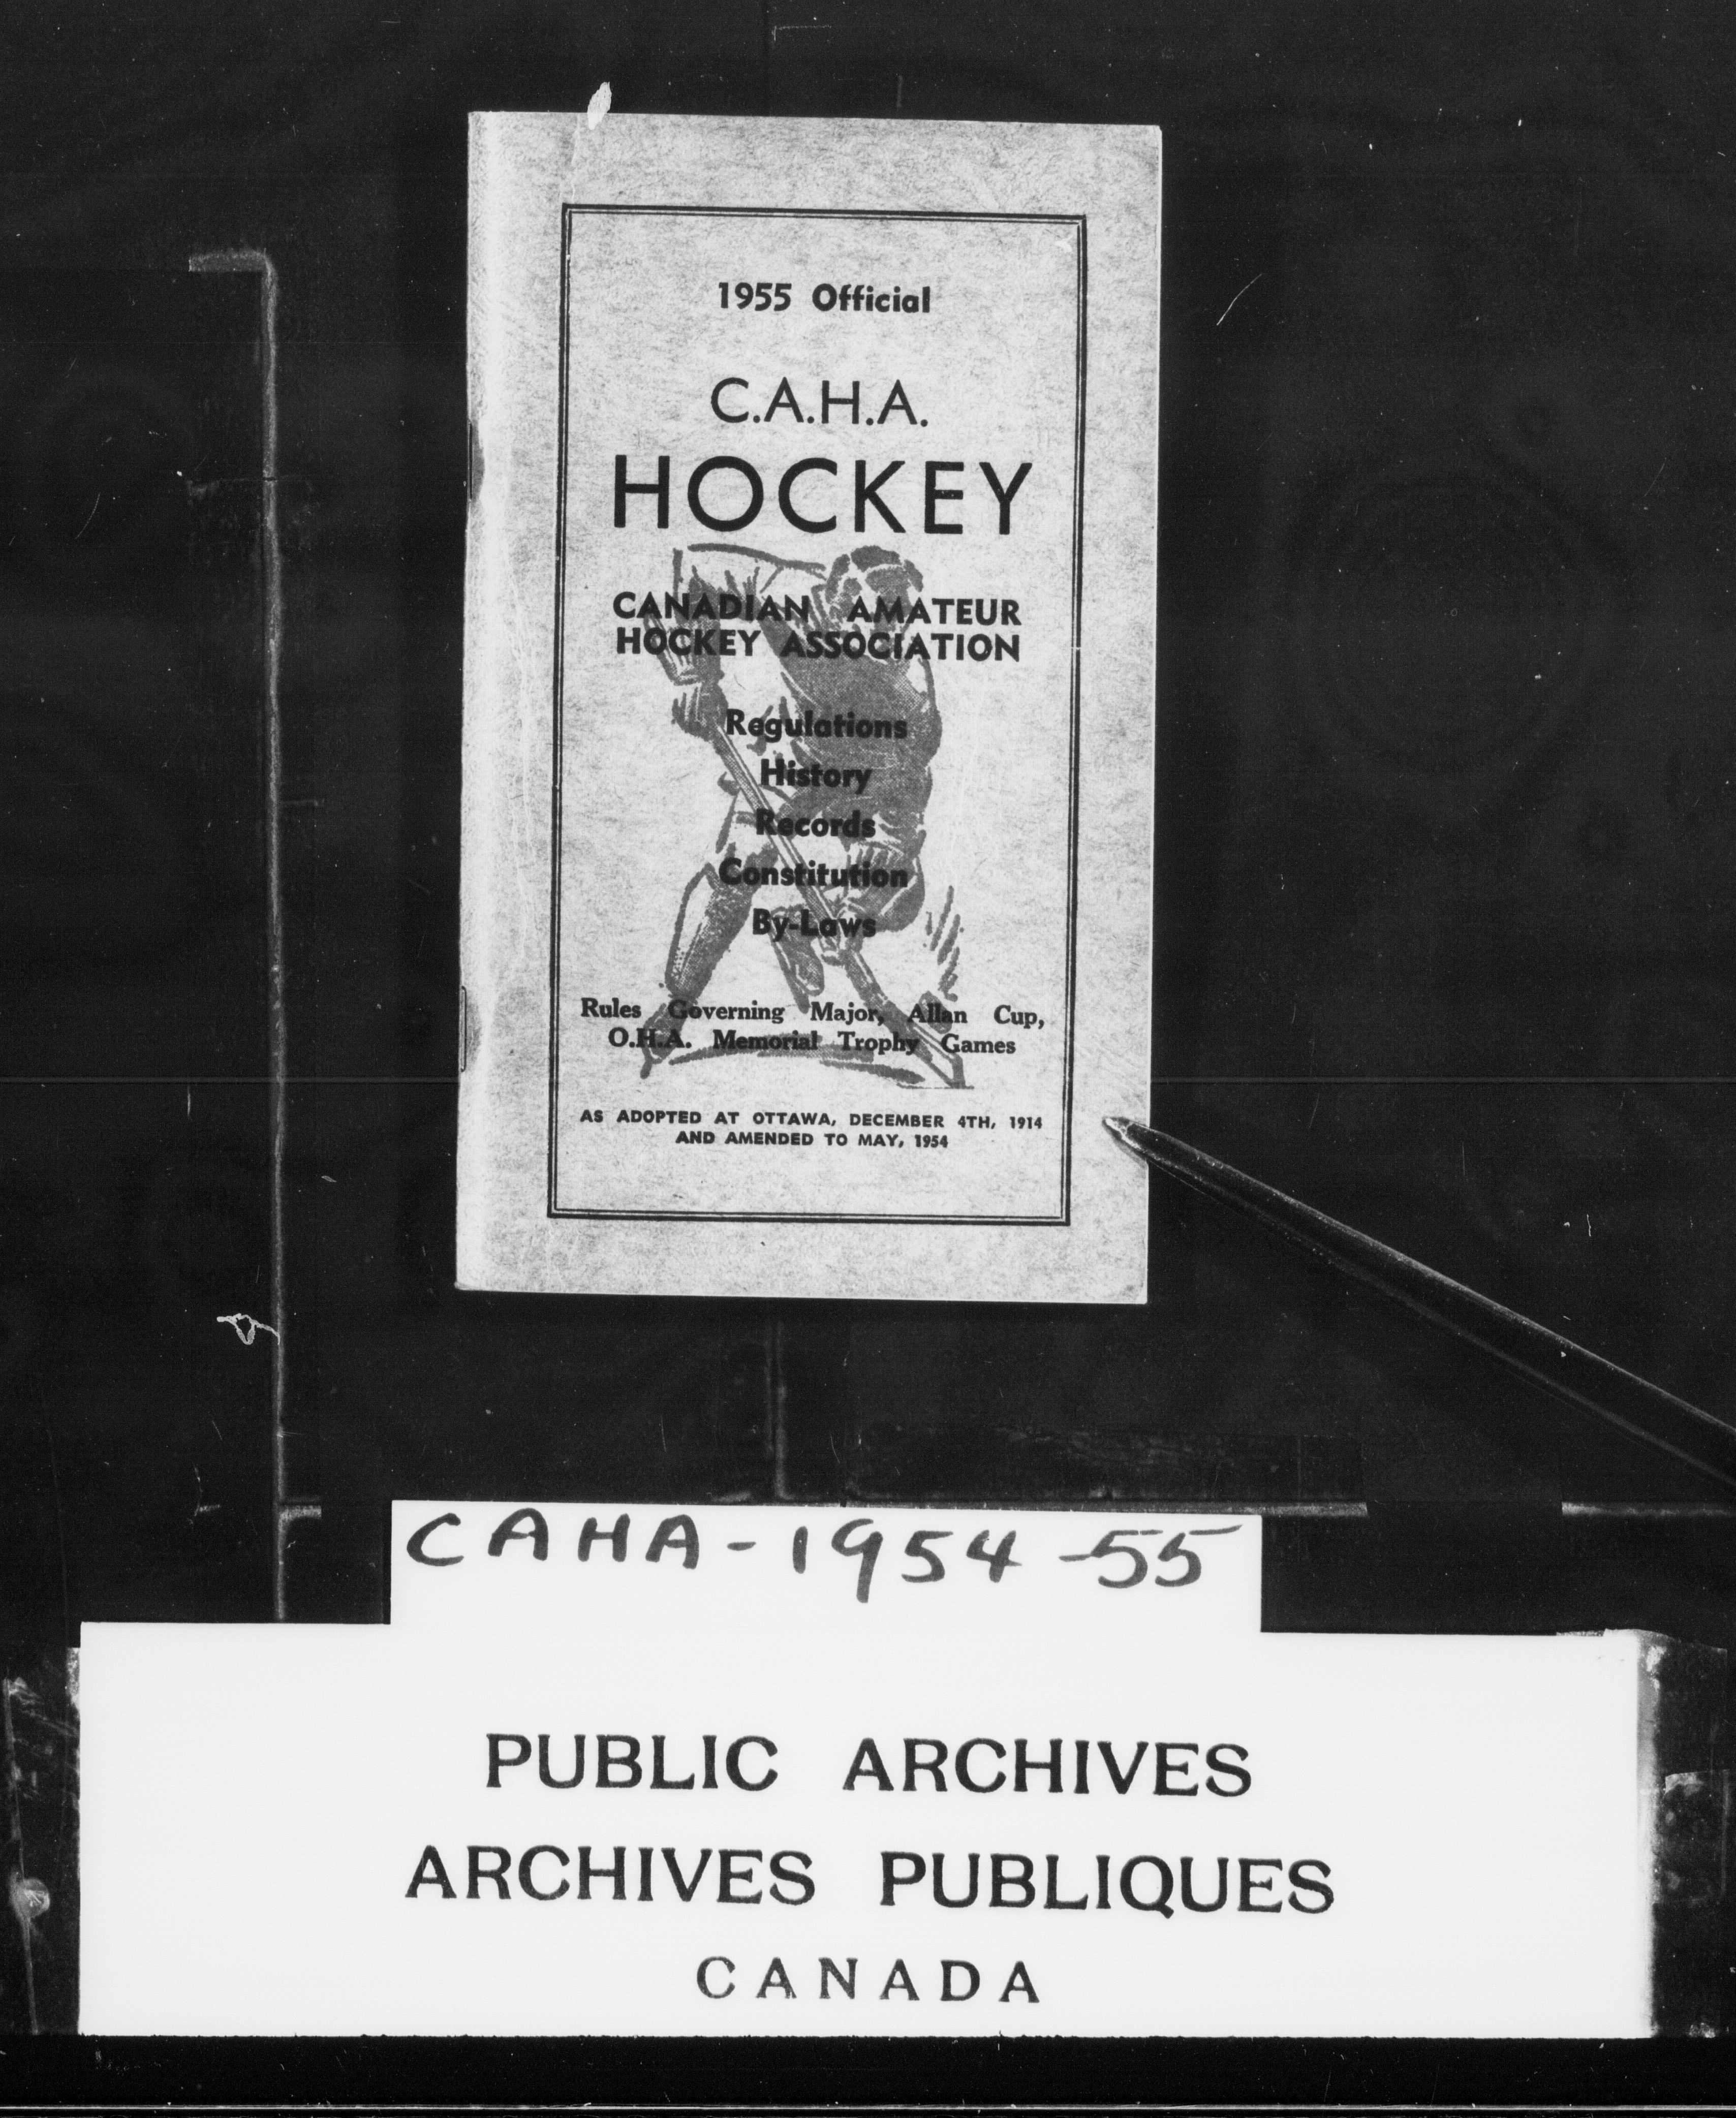 1955 Official
C.A.H.A.
HOCKEY
CANADIAN AMATEUR
HOCKEY ASSOCIATION
Regulations
History
Records
Constitution
By-Laws
Rules Governing Major, Allan Cup,
O.H.A. Memorial Trophy Games
AS ADOPTED AT OTTAWA, DECEMBER 4TH, 1914
AND AMENDED TO MAY, 1954
CAHA-1954-55
PUBLIC ARCHIVES
ARCHIVES PUBLIQUES
CANADA